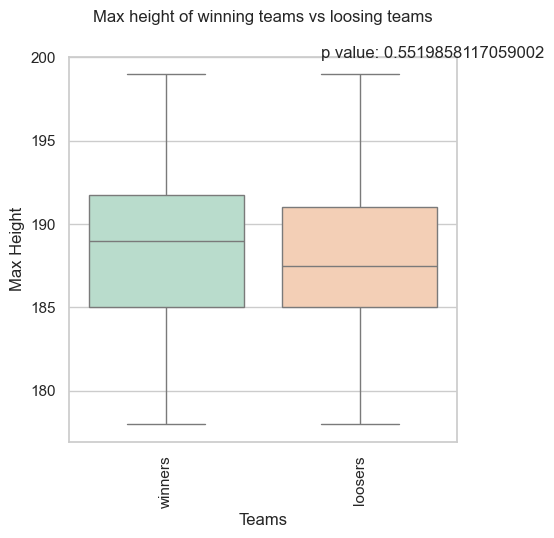 Max height of winning teams vs loosing teams
p value: 0.5519858117059002
200
195
190
185
180
Max Height
winners
loosers
Teams